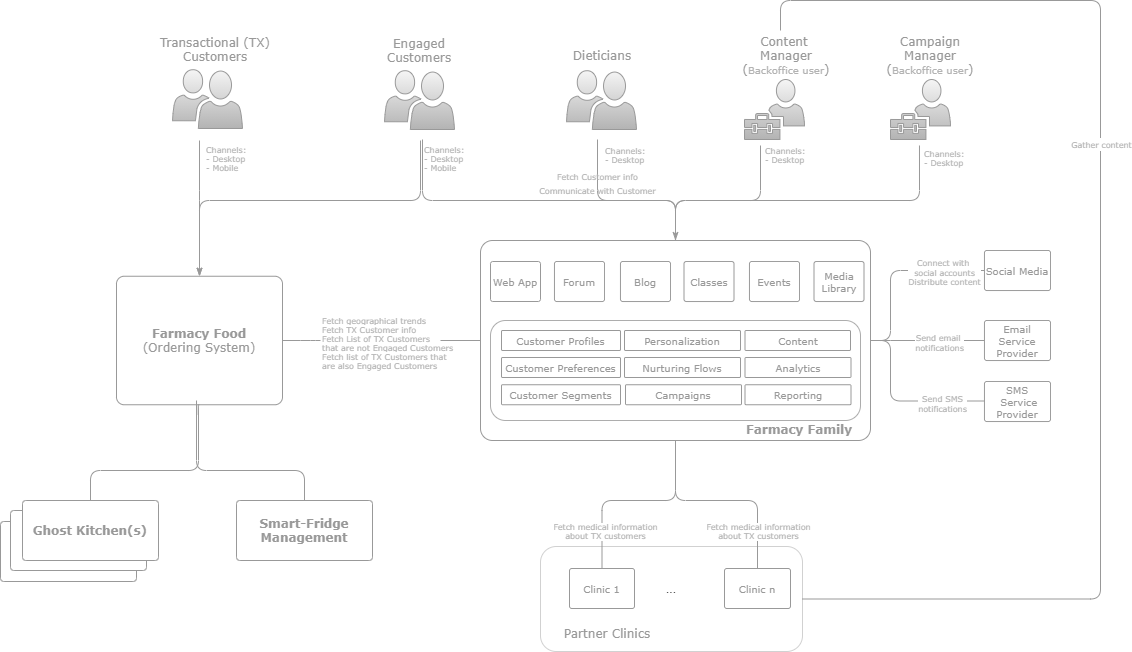 Transactional (TX)
Customers
Engaged
Customers
Dieticians
Content
Manager
(Backoffice user)
Campaign
Manager
(Backoffice user)
Channels:
- Desktop
- Mobile
Channels:
- Desktop
- Mobile
Channels:
- Desktop
Channels:
- Desktop
Channels:
- Desktop
Gather content
Fetch Customer info
Communicate with Customer
Farmacy Food
(Ordering System)
Fetch geographical trends
Fetch TX Customer info
Fetch List of TX Customers
that are not Engaged Customers
Fetch list of TX Customers that
are also Engaged Customers
Web App
Forum
Blog
Classes
Events
Media
Library
Customer Profiles
Personalization
Content
Customer Preferences
Nurturing Flows
Analytics
Customer Segments
Campaigns
Reporting
Farmacy Family
Connect with
social accounts
Distribute content
Social Media
Send email
notifications
Email
Service
Provider
Send SMS
notifications
SMS
Service
Provider
Ghost Kitchen(s)
Smart-Fridge
Management
Fetch medical information
about TX customers
Fetch medical information
about TX customers
Clinic 1
...
Clinic n
Partner Clinics